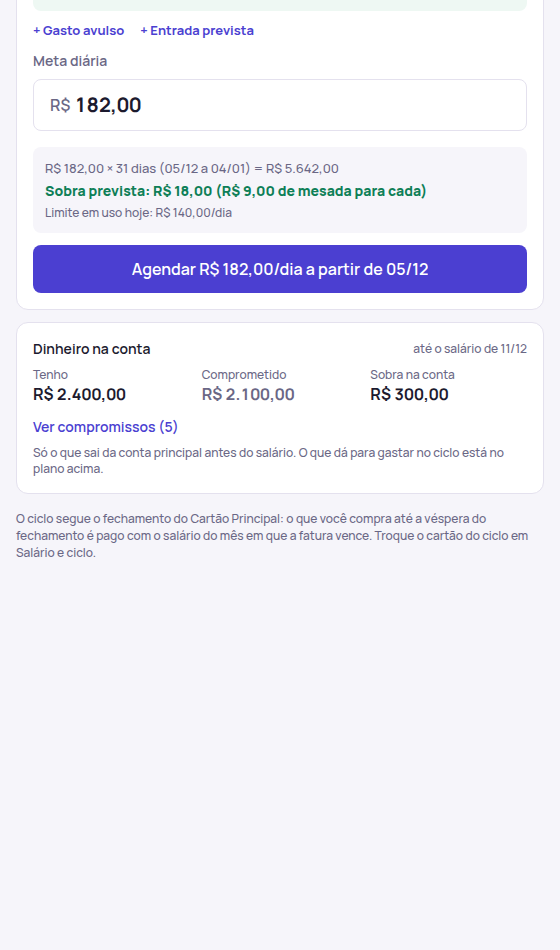 + Gasto avulso + Entrada prevista
Meta diária
R$ 182,00
R$ 182,00 × 31 dias (05/12 a 04/01) = R$ 5.642,00
Sobra prevista: R$ 18,00 (R$ 9,00 de mesada para cada)
Limite em uso hoje: R$ 140,00/dia
Agendar R$ 182,00/dia a partir de 05/12
Dinheiro na conta até o salário de 11/12
Tenho Comprometido Sobra na conta
R$ 2.400,00 R$ 2.100,00 R$ 300,00
Ver compromissos (5)
Só o que sai da conta principal antes do salário. O que dá para gastar no ciclo está no
plano acima.
O ciclo segue o fechamento do Cartão Principal: o que você compra até a véspera do
fechamento é pago com o salário do mês em que a fatura vence. Troque o cartão do ciclo em
Salário e ciclo.